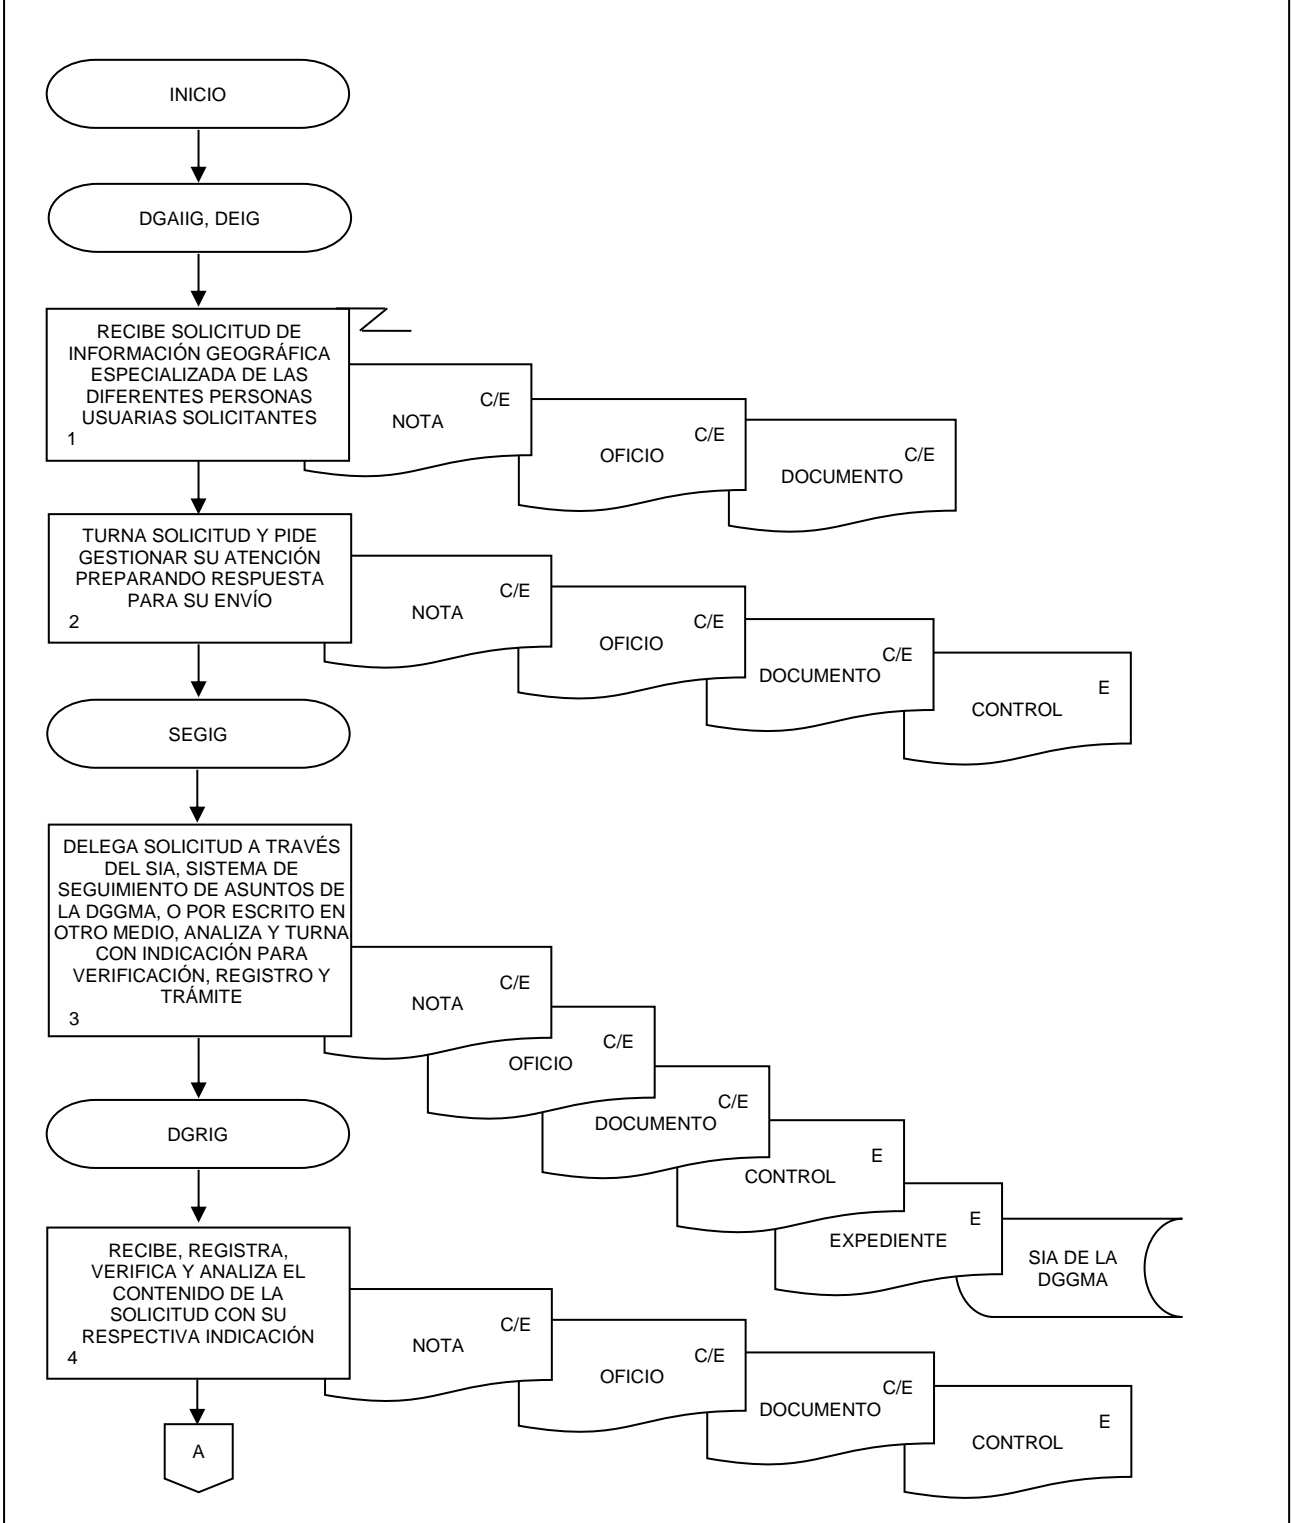 INICIO
DGAIIG, DEIG
RECIBE SOLICITUD DE
INFORMACIÓN GEOGRÁFICA
ESPECIALIZADA DE LAS
DIFERENTES PERSONAS
USUARIAS SOLICITANTES
1
C/E
NOTA
C/E
OFICIO
C/E
DOCUMENTO
TURNA SOLICITUD Y PIDE
GESTIONAR SU ATENCIÓN
PREPARANDO RESPUESTA
PARA SU ENVÍO
2
C/E
NOTA
C/E
OFICIO
C/E
DOCUMENTO
E
CONTROL
SEGIG
DELEGA SOLICITUD A TRAVÉS
DEL SIA, SISTEMA DE
SEGUIMIENTO DE ASUNTOS DE
LA DGGMA, O POR ESCRITO EN
OTRO MEDIO, ANALIZA Y TURNA
CON INDICACIÓN PARA
VERIFICACIÓN, REGISTRO Y
TRÁMITE
3
C/E
NOTA
C/E
OFICIO
C/E
DOCUMENTO
E
CONTROL
E
EXPEDIENTE
SIA DE LA
DGGMA
DGRIG
RECIBE, REGISTRA,
VERIFICA Y ANALIZA EL
CONTENIDO DE LA
SOLICITUD CON SU
RESPECTIVA INDICACIÓN
4
C/E
NOTA
C/E
OFICIO
C/E
DOCUMENTO
E
CONTROL
A